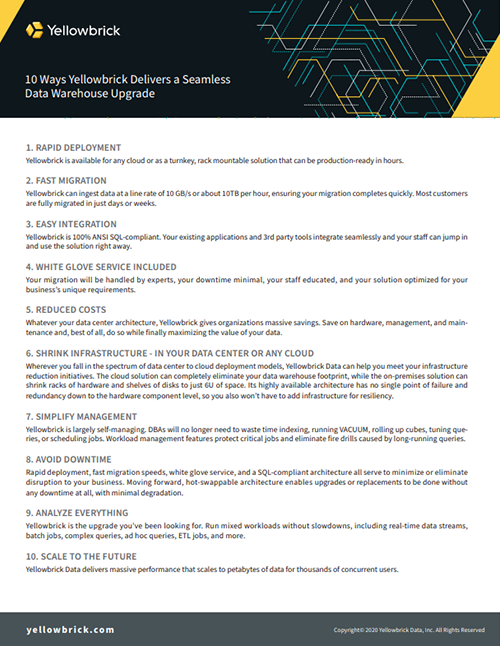 Yellowbrick
10 Ways Yellowbrick Delivers a Seamless
Data Warehouse Upgrade
1. RAPID DEPLOYMENT
Yellowbrick is available for any cloud or as a turnkey, rack mountable solution that can be production-ready in hours.
2. FAST MIGRATION
Yellowbrick can ingest data at a line rate of 10 GB/s or about 10TB per hour, ensuring your migration completes quickly. Most customers
are fully migrated in just days or weeks.
3. EASY INTEGRATION
Yellowbrick is 100% ANSI SQL-compliant. Your existing applications and 3rd party tools integrate seamlessly and your staff can jump in
and use the solution right away.
4. WHITE GLOVE SERVICE INCLUDED
Your migration will be handled by experts, your downtime minimal, your staff educated, and your solution optimized for your
business's unique requirements.
5. REDUCED COSTS
Whatever your data center architecture, Yellowbrick gives organizations massive savings. Save on hardware, management, and main-
tenance and, best of all, do so while finally maximizing the value of your data.
6. SHRINK INFRASTRUCTURE - IN YOUR DATA CENTER OR ANY CLOUD
Wherever you fall in the spectrum of data center to cloud deployment models, Yellowbrick Data can help you meet your infrastructure
reduction initiatives. The cloud solution can completely eliminate your data warehouse footprint, while the on-premises solution can
shrink racks of hardware and shelves of disks to just 6U of space. Its highly available architecture has no single point of failure and
redundancy down to the hardware component level, so you also won't have to add infrastructure for resiliency.
7. SIMPLIFY MANAGEMENT
Yellowbrick is largely self-managing. DBAs will no longer need to waste time indexing, running VACUUM, rolling up cubes, tuning que-
ries, or scheduling jobs. Workload management features protect critical jobs and eliminate fire drills caused by long-running queries.
8. AVOID DOWNTIME
Rapid deployment, fast migration speeds, white glove service, and a SQL-compliant architecture all serve to minimize or eliminate
disruption to your business. Moving forward, hot-swappable architecture enables upgrades or replacements to be done without
any downtime at all, with minimal degradation.
9. ANALYZE EVERYTHING
Yellowbrick is the upgrade you've been looking for. Run mixed workloads without slowdowns, including real-time data streams,
batch jobs, complex queries, ad hoc queries, ETL jobs, and more.
10. SCALE TO THE FUTURE
Yellowbrick Data delivers massive performance that scales to petabytes of data for thousands of concurrent users.
yellowbrick.com
Copyright© 2020 Yellowbrick Data, Inc. All Rights Reserved